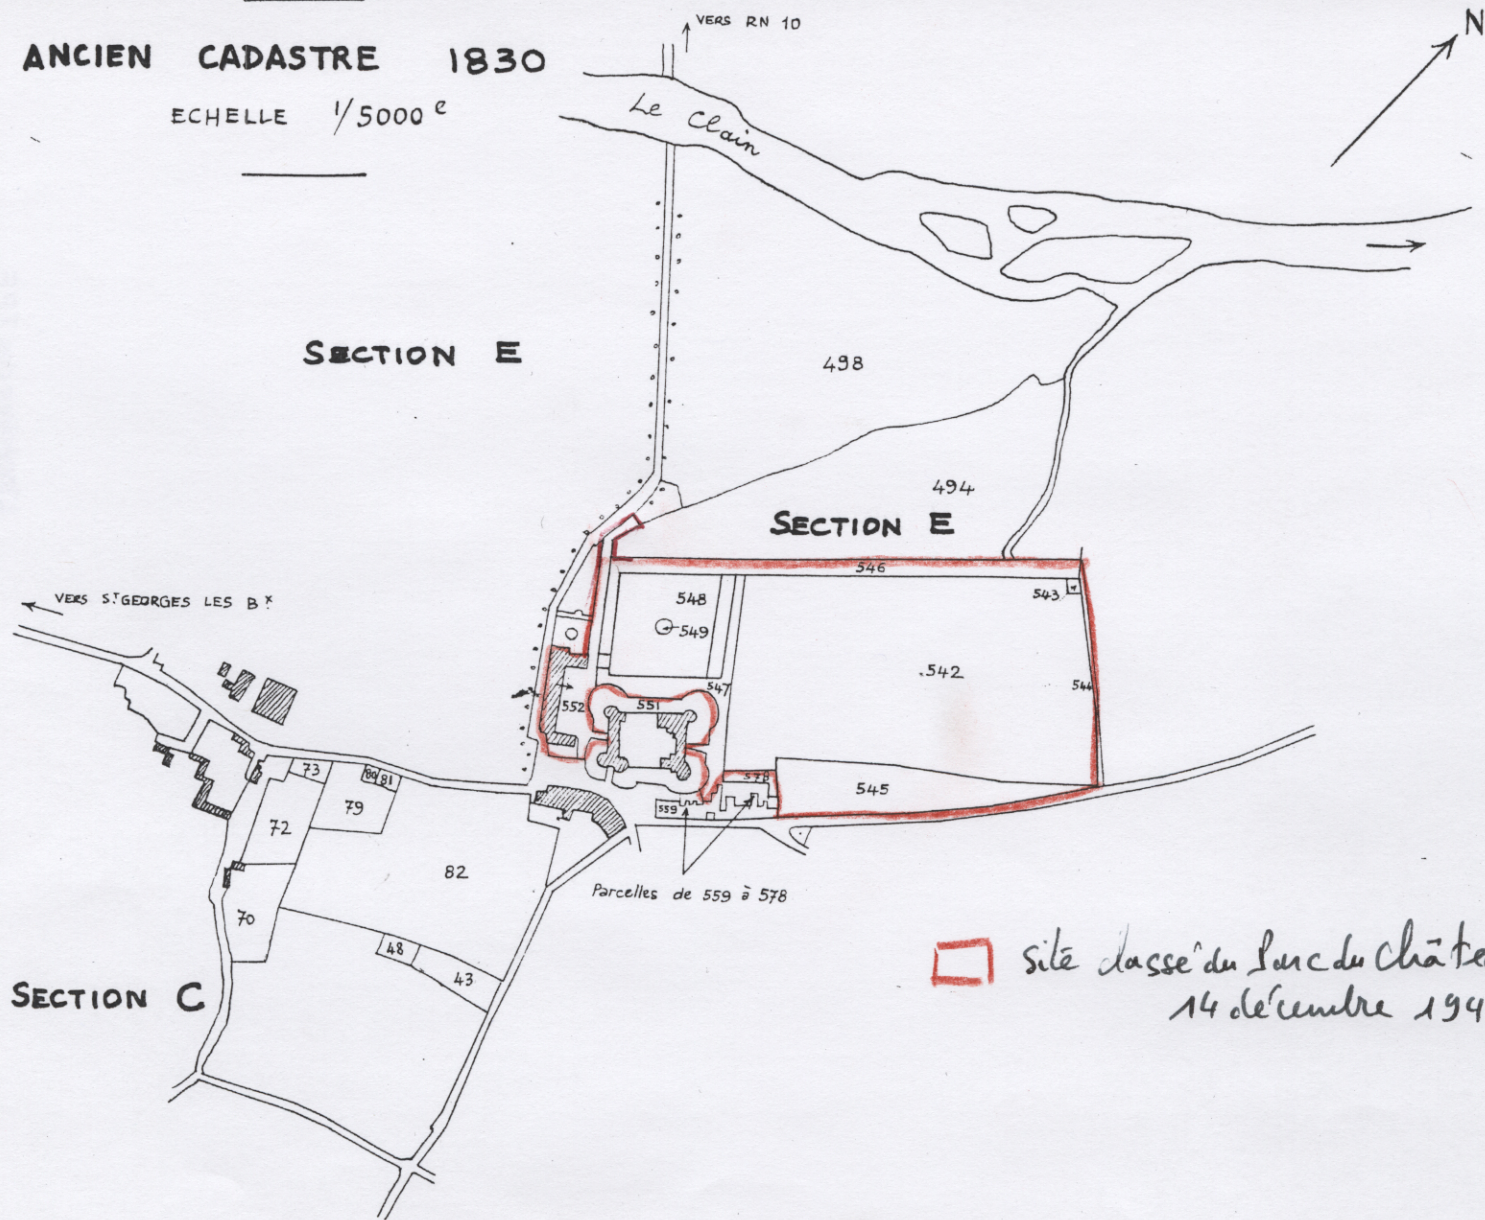 ANCIEN CADASTRE 1830
ECHELLE 1/5000e
VERS RN 10
N
Le Clain
SECTION E
498
494
SECTION E
546
543
548
549
542
547
544
VERS St GEORGES LES Bx
552
551
73
80
81
79
72
578
545
559
82
Parcelles de 559 à 578
70
48
43
SECTION C
site classé du Parc du Châte
14 décembre 194